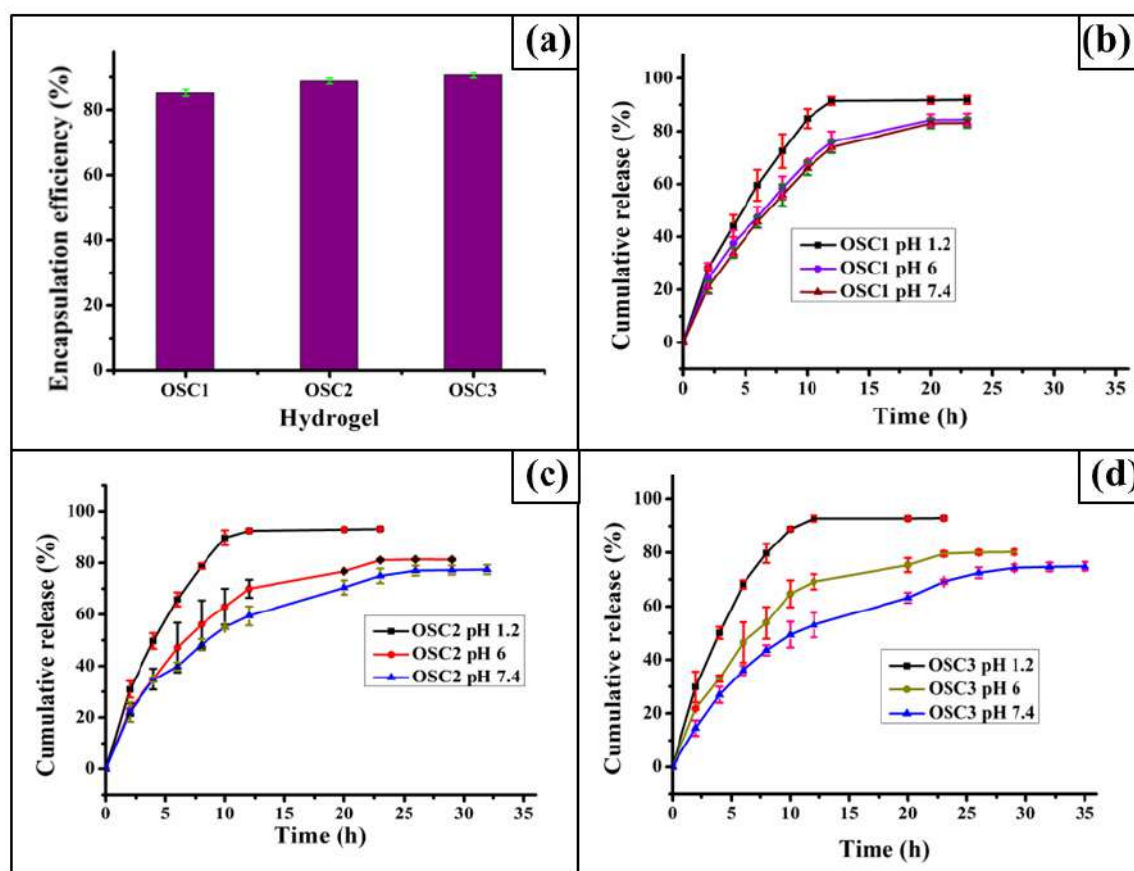 (a)
Encapsulation efficiency (%)
80
60
40
20
0
OSC1 OSC2 OSC3
Hydrogel
(b)
Cumulative release (%)
100
80
60
40
20
0
OSC1 pH 1.2
OSC1 pH 6
OSC1 pH 7.4
0 5 10 15 20 25 30 35
Time (h)
(c)
Cumulative release (%)
100
80
60
40
20
0
OSC2 pH 1.2
OSC2 pH 6
OSC2 pH 7.4
0 5 10 15 20 25 30 35
Time (h)
(d)
Cumulative release (%)
100
80
60
40
20
0
OSC3 pH 1.2
OSC3 pH 6
OSC3 pH 7.4
0 5 10 15 20 25 30 35
Time (h)